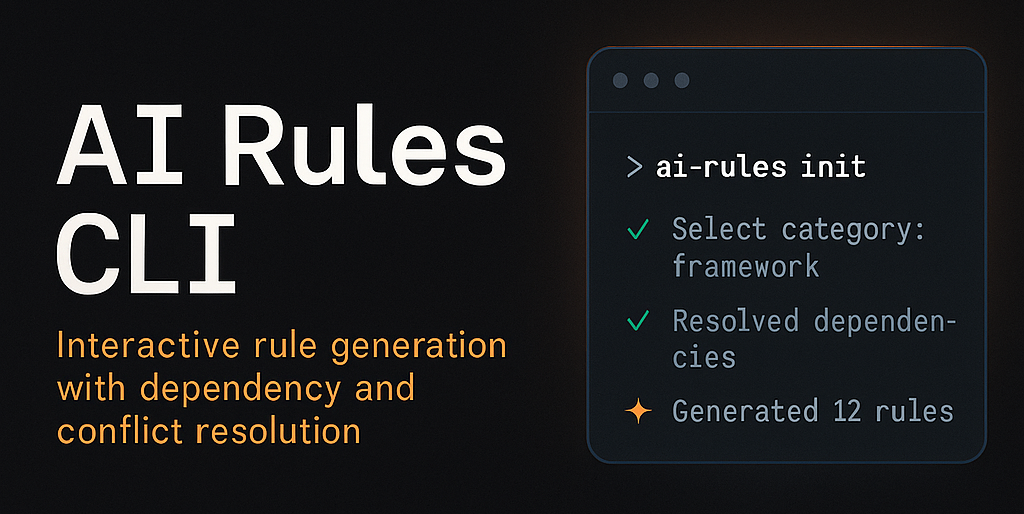 AI Rules
CLI
Interactive rule generation
with dependency and
conflict resolution
> ai-rules init
✓ Select category:
framework
✓ Resolved dependen-
cies
✦ Generated 12 rules